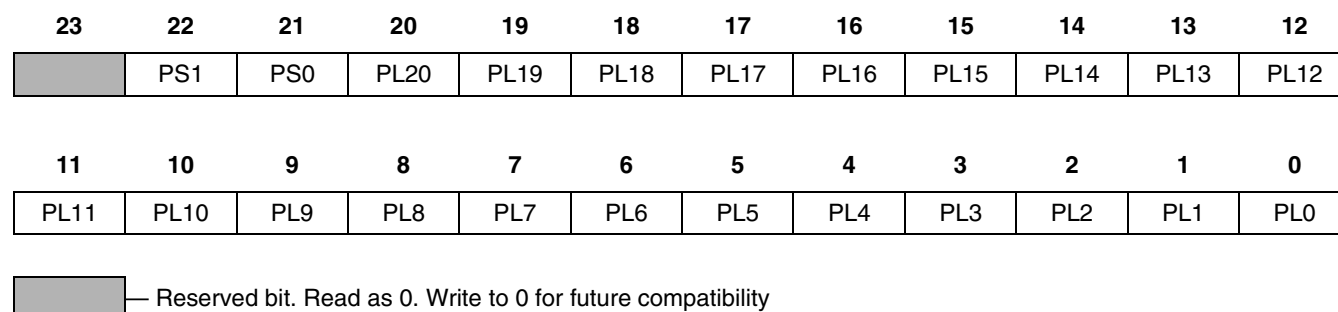 23 22 21 20 19 18 17 16 15 14 13 12
PS1 PS0 PL20 PL19 PL18 PL17 PL16 PL15 PL14 PL13 PL12
11 10 9 8 7 6 5 4 3 2 1 0
PL11 PL10 PL9 PL8 PL7 PL6 PL5 PL4 PL3 PL2 PL1 PL0
— Reserved bit. Read as 0. Write to 0 for future compatibility